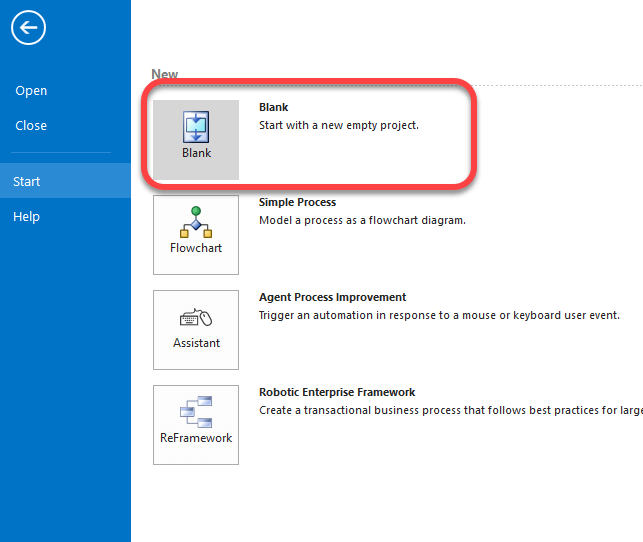 Open
Close
Start
Help
New
Blank
Blank
Start with a new empty project.
Flowchart
Simple Process
Model a process as a flowchart diagram.
Assistant
Agent Process Improvement
Trigger an automation in response to a mouse or keyboard user event.
ReFramework
Robotic Enterprise Framework
Create a transactional business process that follows best practices for large